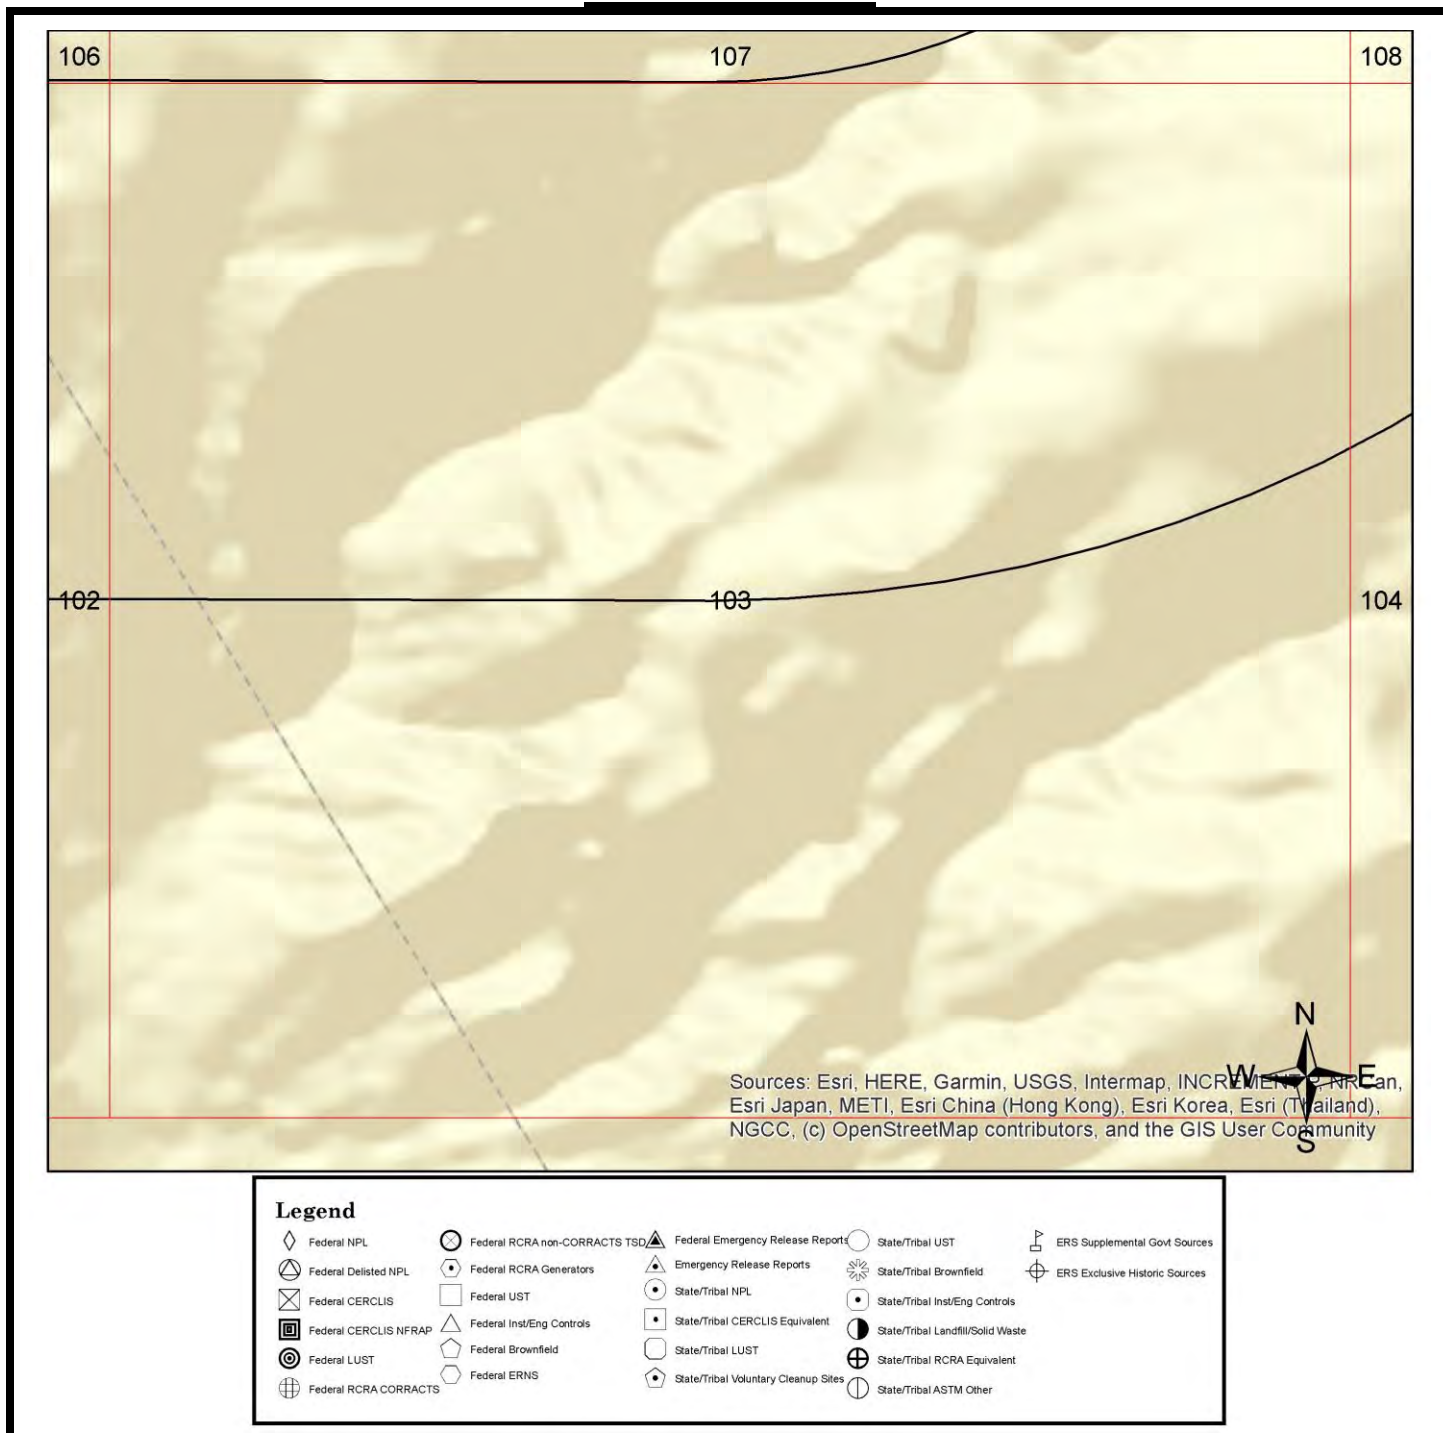 106 107 108
102 103 104
N
W E
S
Sources: Esri, HERE, Garmin, USGS, Intermap,
Esri Japan, METI, Esri China (Hong Kong), Esri Korea, Esri
NGCC, (c) OpenStreetMap contributors, and the GIS User Community
Legend
Federal NPL
Federal Delisted NPL
Federal CERCLIS
Federal CERCLIS NFRAP
Federal LUST
Federal RCRA CORRACTS
Federal RCRA non-CORRACTS TSD
Federal RCRA Generators
Federal UST
Federal Inst/Eng Controls
Federal Brownfield
Federal ERNS
Federal Emergency Release Reports
Emergency Release Reports
State/Tribal NPL
State/Tribal CERCLIS Equivalent
State/Tribal LUST
State/Tribal Voluntary Cleanup Sites
State/Tribal UST
State/Tribal Brownfield
State/Tribal Inst/Eng Controls
State/Tribal Landfill/Solid Waste
State/Tribal RCRA Equivalent
State/Tribal ASTM Other
ERS Supplemental Govt Sources
ERS Exclusive Historic Sources